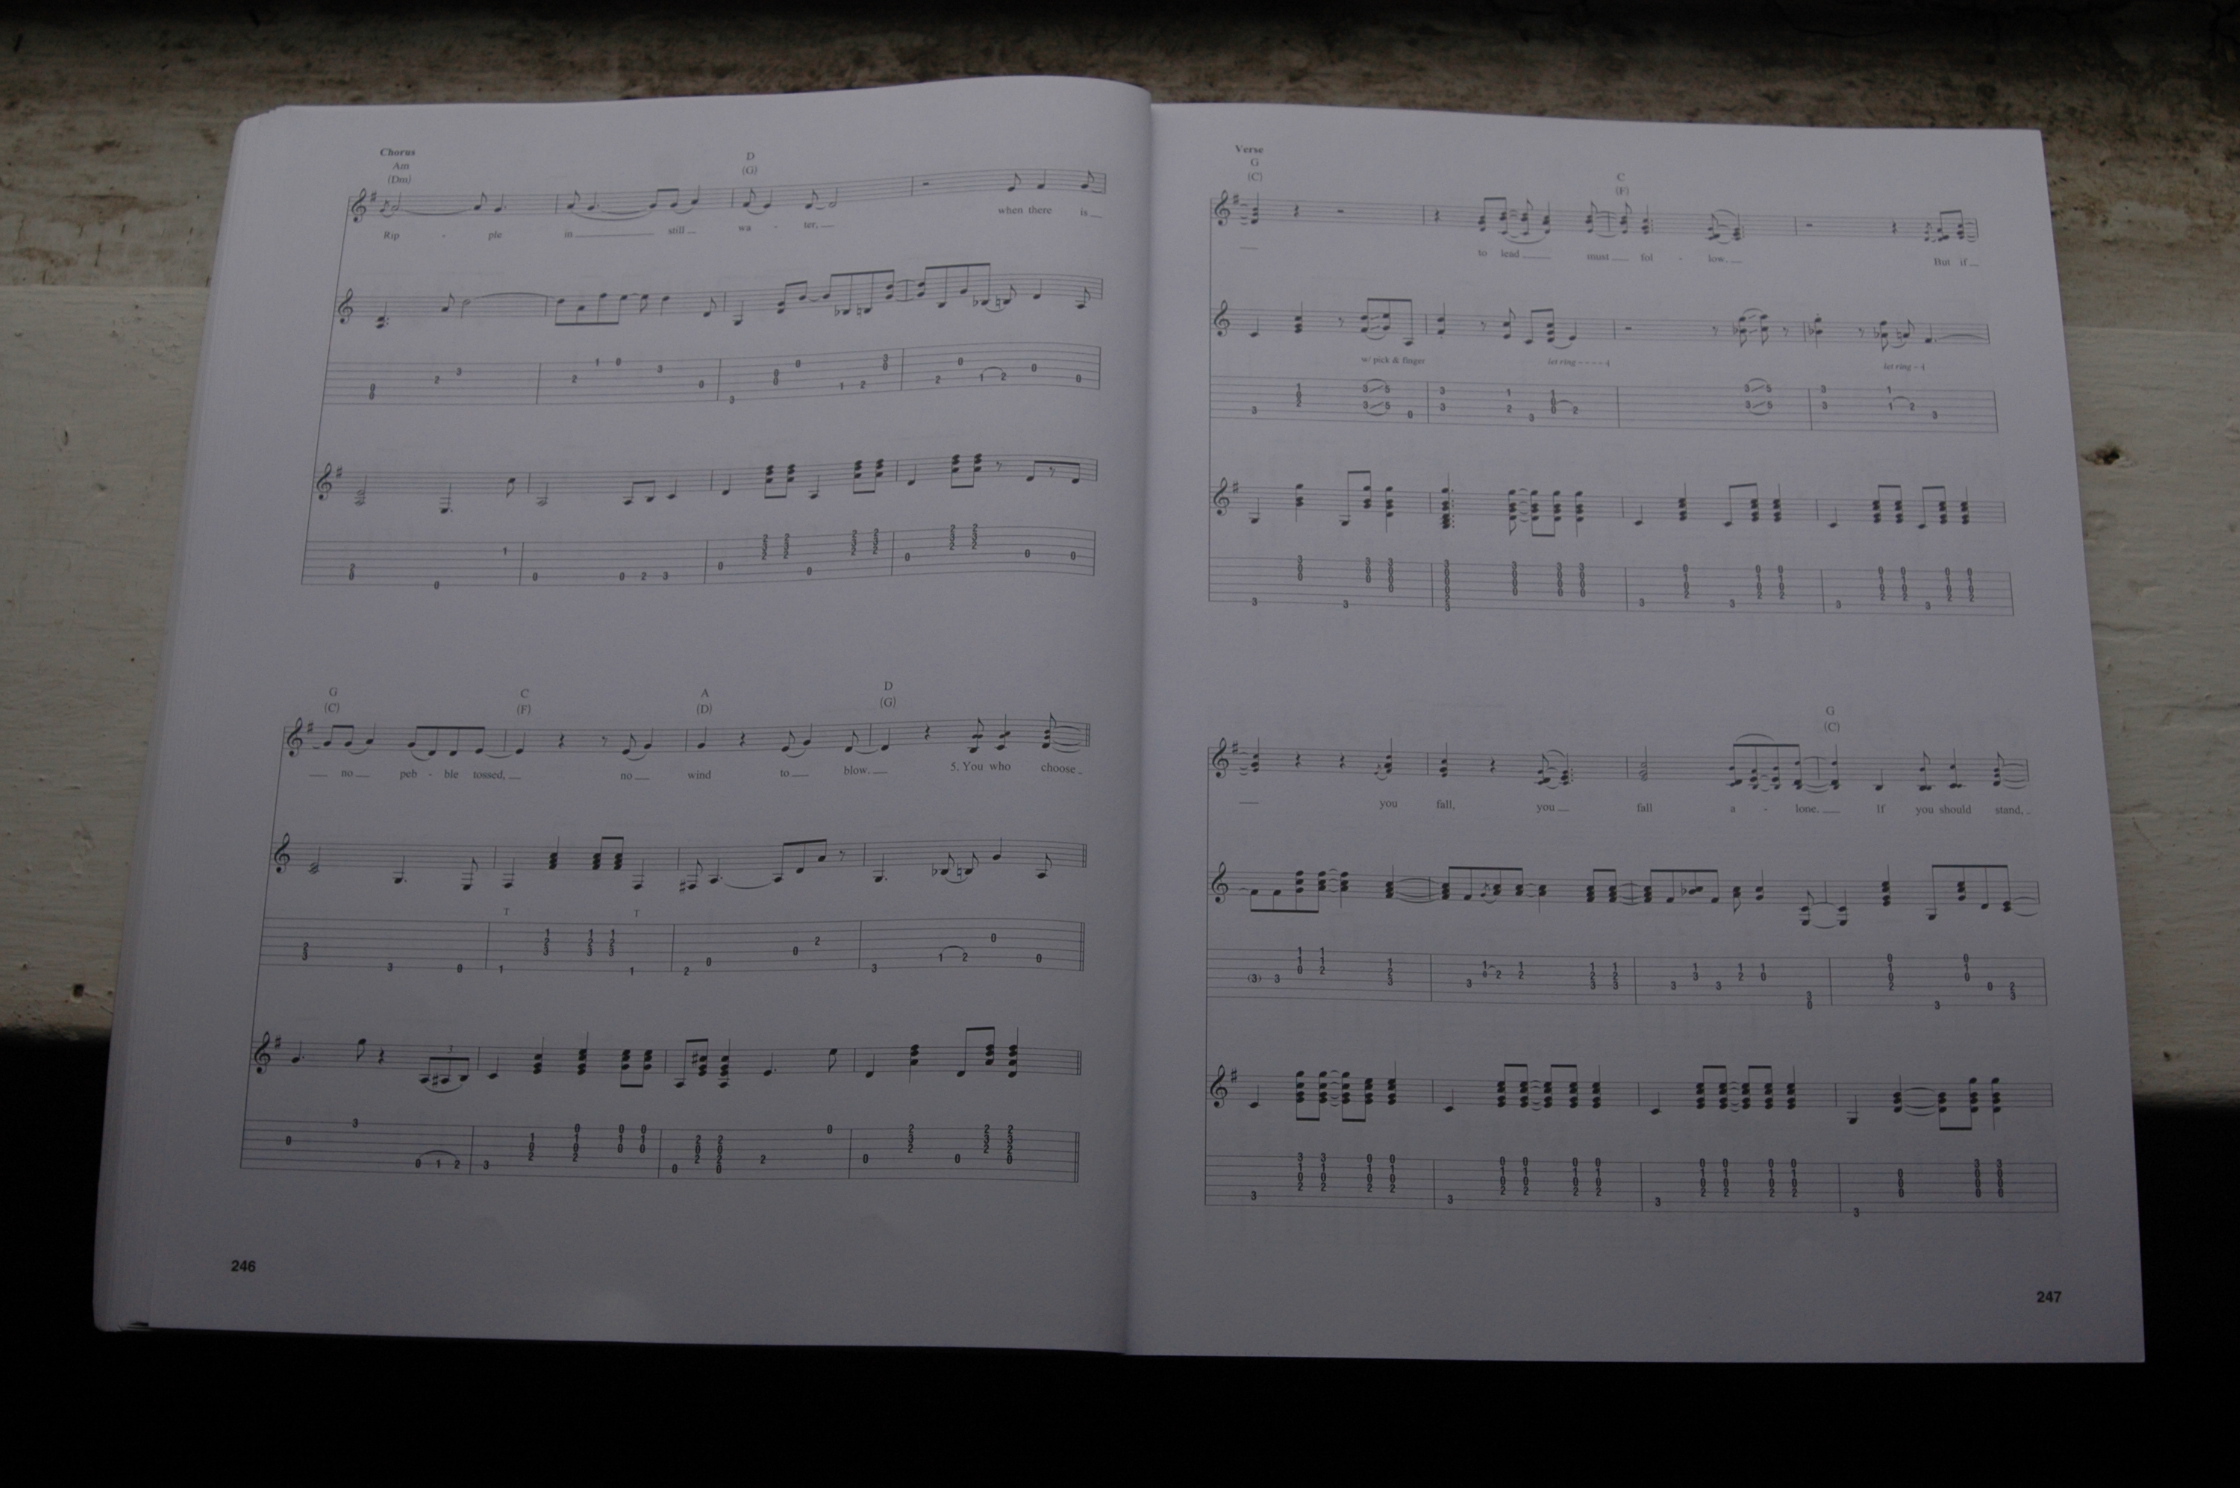 Chorus
Am D
(Dm) (G)
Rip - ple in still wa - ter, when there is
G C A D
(C) (F) (D) (G)
no peb - ble tossed, no wind to blow. 5. You who choose
T T
3
246
Verse
G C
(C) (F)
to lead must fol - low. But if
w/ pick & finger let ring - - - - let ring -
G
(C)
you fall, you fall a - lone. If you should stand,
247